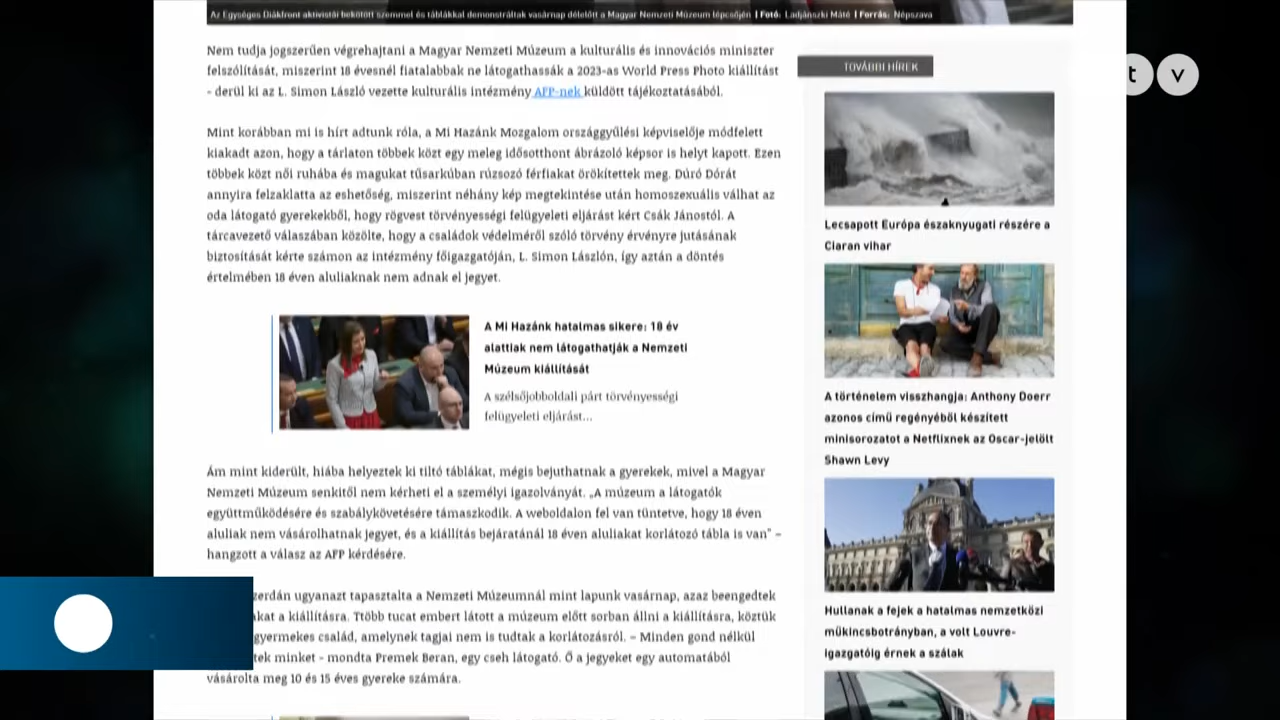 Az Egységes Diákfront aktivistái bekötött szemmel és táblákkal demonstráltak vasárnap délelőtt a Magyar Nemzeti Múzeum lépcsőjén | Fotó: Ladjánszki Máté | Forrás: Népszava
Nem tudja jogszerűen végrehajtani a Magyar Nemzeti Múzeum a kulturális és innovációs miniszter
felszólítását, miszerint 18 évesnél fiatalabbak ne látogathassák a 2023-as World Press Photo kiállítást
- derül ki az L. Simon László vezette kulturális intézmény AFP-nek küldött tájékoztatásából.
Mint korábban mi is hírt adtunk róla, a Mi Hazánk Mozgalom országgyűlési képviselője módfelett
kiakadt azon, hogy a tárlaton többek közt egy meleg idősotthont ábrázoló képsor is helyt kapott. Ezen
többek közt női ruhába és magukat tűsarkúban rúzsozó férfiakat örökítettek meg. Dúró Dórát
annyira felzaklatta az eshetőség, miszerint néhány kép megtekintése után homoszexuális válhat az
oda látogató gyerekekből, hogy rögvest törvényességi felügyeleti eljárást kért Csák Jánostól. A
tárcavezető válaszában közölte, hogy a családok védelméről szóló törvény érvényre jutásának
biztosítását kérte számon az intézmény főigazgatóján, L. Simon Lászlón, így aztán a döntés
értelmében 18 éven aluliaknak nem adnak el jegyet.
A Mi Hazánk hatalmas sikere: 18 év
alattiak nem látogathatják a Nemzeti
Múzeum kiállítását
A szélsőjobboldali párt törvényességi
felügyeleti eljárást...
Ám mint kiderült, hiába helyeztek ki tiltó táblákat, mégis bejuthatnak a gyerekek, mivel a Magyar
Nemzeti Múzeum senkitől nem kérheti el a személyi igazolványát. „A múzeum a látogatók
együttműködésére és szabálykövetésére támaszkodik. A weboldalon fel van tüntetve, hogy 18 éven
aluliak nem vásárolhatnak jegyet, és a kiállítás bejáratánál 18 éven aluliakat korlátozó tábla is van" –
hangzott a válasz az AFP kérdésére.
zerdán ugyanazt tapasztalta a Nemzeti Múzeumnál mint lapunk vasárnap, azaz beengedtek
akat a kiállításra. Ttöbb tucat embert látott a múzeum előtt sorban állni a kiállításra, köztük
gyermekes család, amelynek tagjai nem is tudtak a korlátozásról. – Minden gond nélkül
tek minket - mondta Premek Beran, egy cseh látogató. Ő a jegyeket egy automatából
vásárolta meg 10 és 15 éves gyereke számára.
TOVÁBBI HÍREK
Lecsapott Európa északnyugati részére a
Ciaran vihar
A történelem visszhangja: Anthony Doerr
azonos című regényéből készített
minisorozatot a Netflixnek az Oscar-jelölt
Shawn Levy
Hullanak a fejek a hatalmas nemzetközi
műkincsbotrányban, a volt Louvre-
igazgatóig érnek a szálak
t v